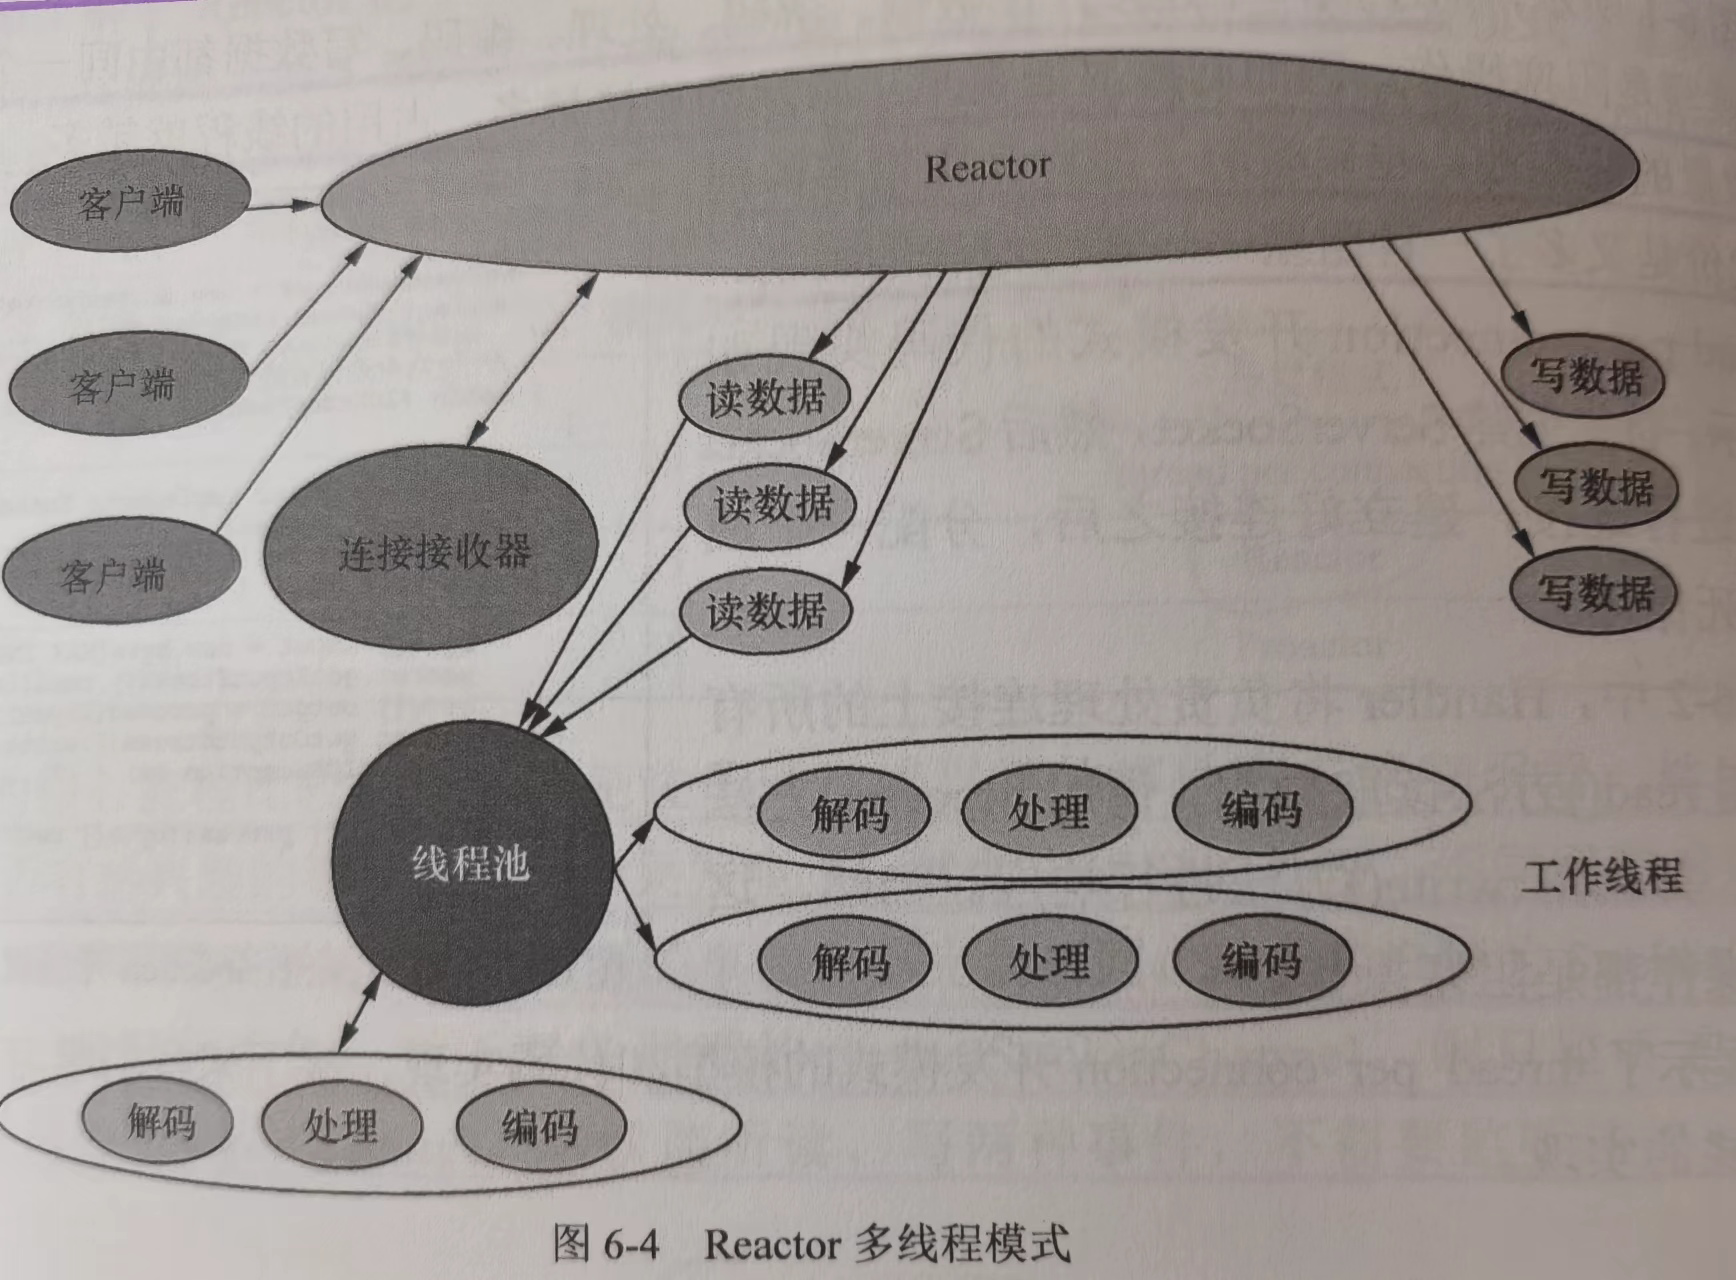 Reactor
客户端
客户端
客户端
连接接收器
读数据
读数据
读数据
写数据
写数据
写数据
线程池
解码 处理 编码
工作线程
解码 处理 编码
解码 处理 编码
图 6-4 Reactor 多线程模式